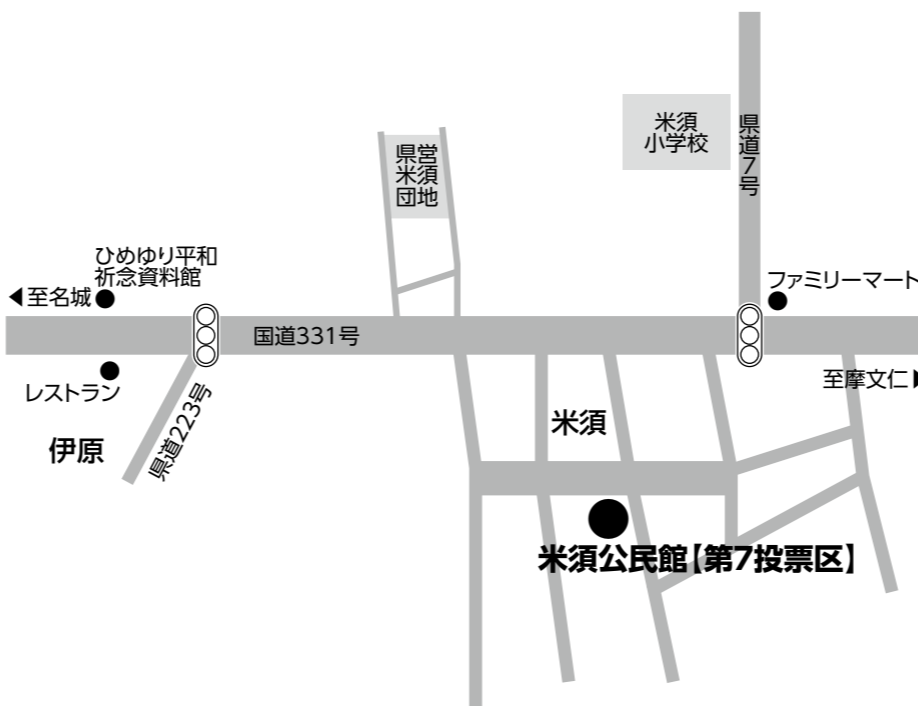 米須
小学校
県道7号
県営
米須
団地
ひめゆり平和
祈念資料館
◀至名城
ファミリーマート
国道331号
レストラン
至摩文仁▶
県道223号
伊原
米須
米須公民館【第7投票区】